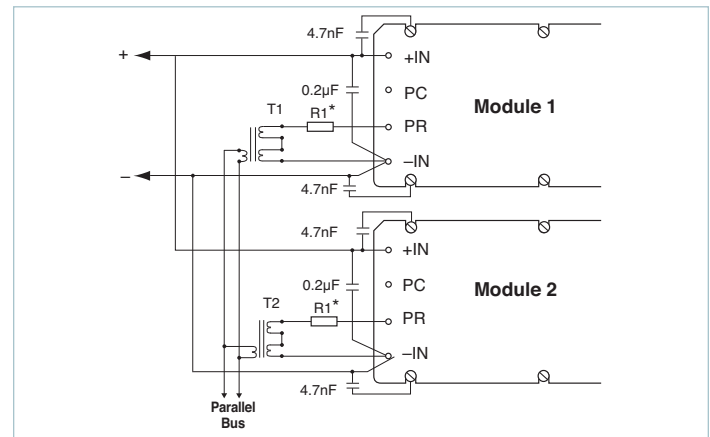 4.7nF
+
+IN
0.2µF
PC
Module 1
T1
R1*
PR
–IN
–
4.7nF
4.7nF
+IN
0.2µF
PC
Module 2
T2
R1*
PR
–IN
4.7nF
Parallel
Bus